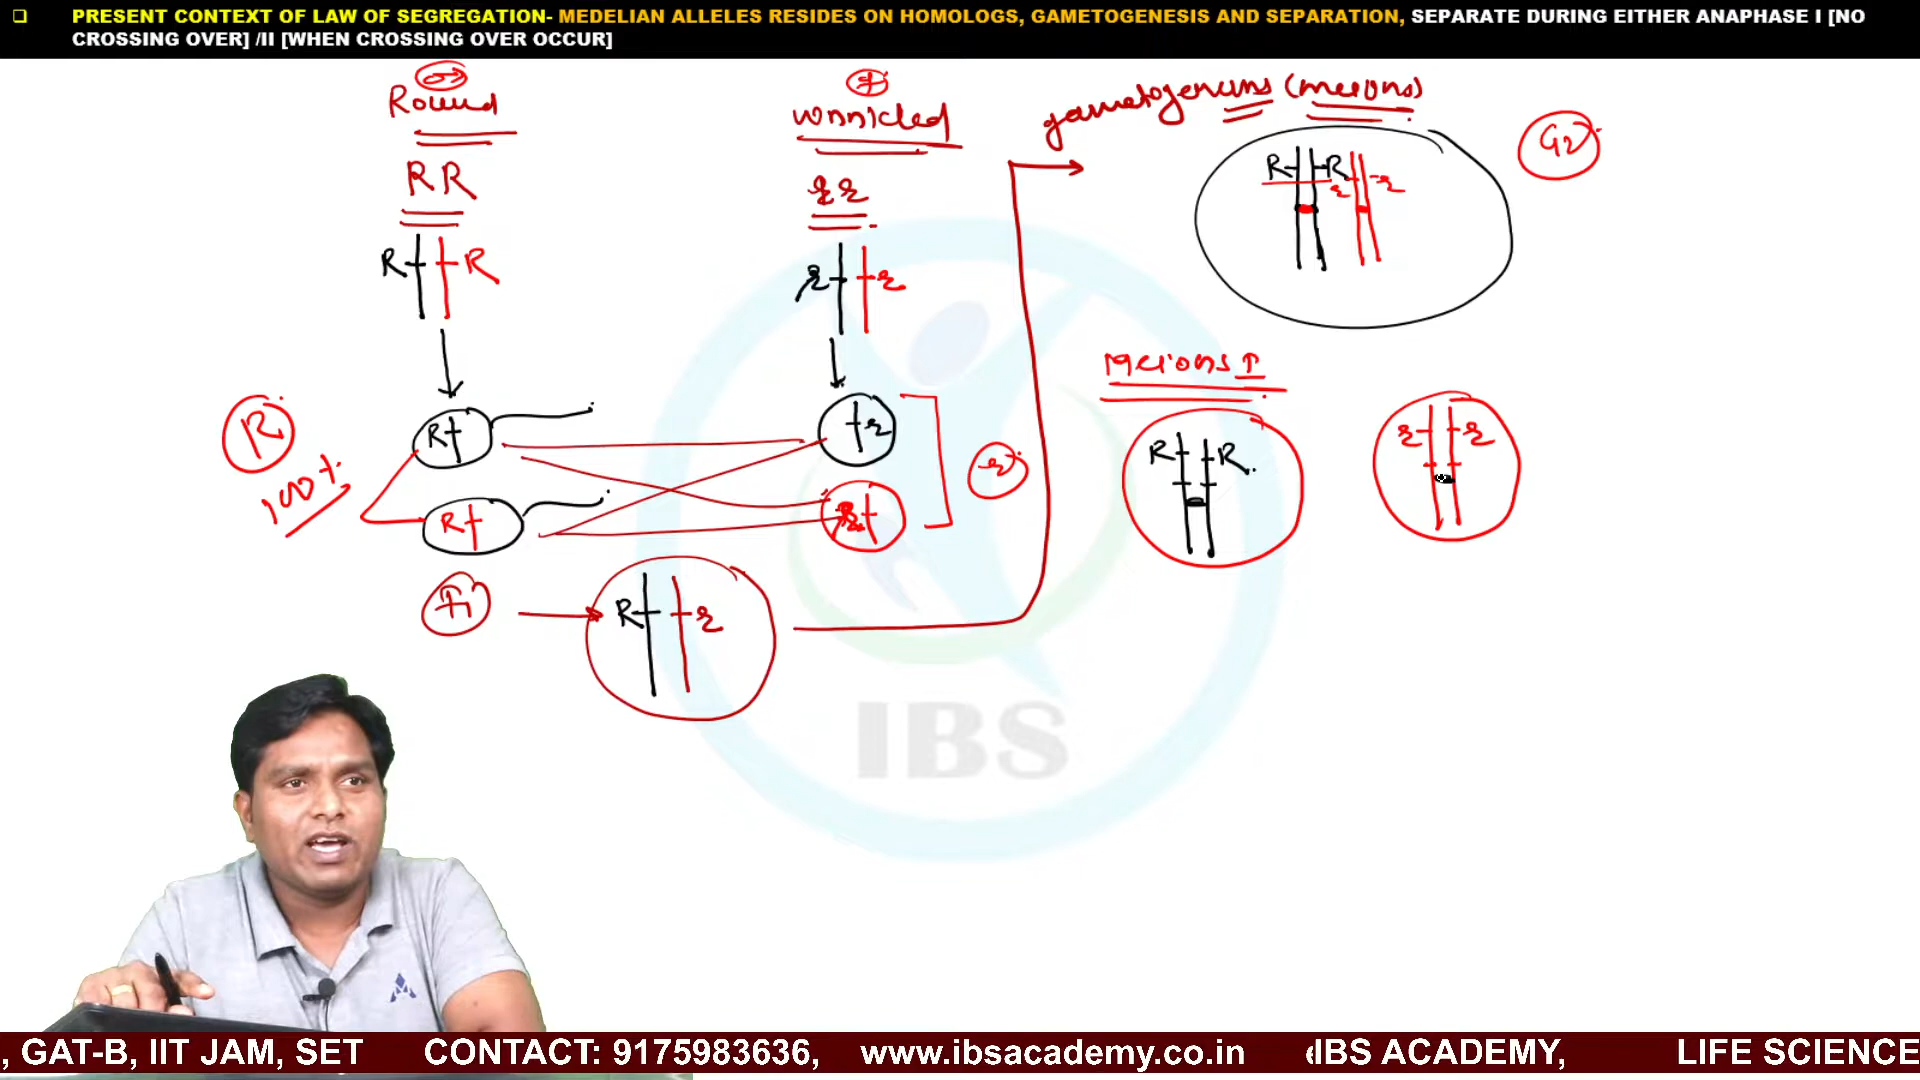 PRESENT CONTEXT OF LAW OF SEGREGATION- MEDELIAN ALLELES RESIDES ON HOMOLOGS, GAMETOGENESIS AND SEPARATION, SEPARATE DURING EITHER ANAPHASE I [NO
CROSSING OVER] /II [WHEN CROSSING OVER OCCUR]
Round
RR
R R
R
R
R
100%
F1
R r
wrinkled
rr
r r
r
r
r
gametogenesis (meiosis)
G2
R R r r
Meiosis I
R R
r r
IBS
, GAT-B, IIT JAM, SET CONTACT: 9175983636, www.ibsacademy.co.in IBS ACADEMY, LIFE SCIENCE